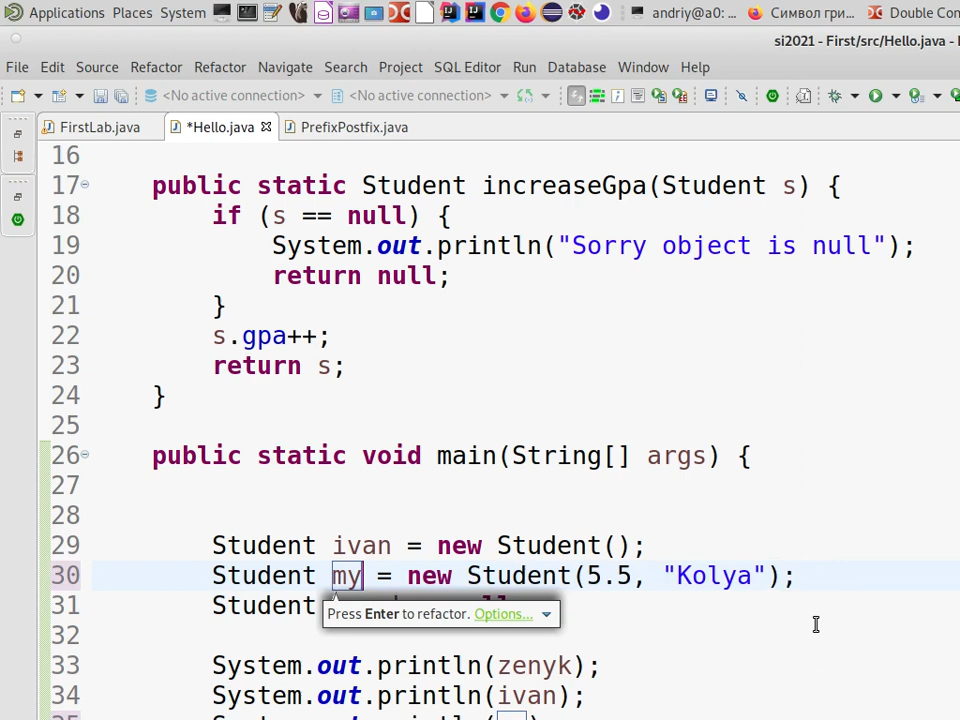 Applications Places System andriy@a0: ... Символ гри... Double Con
si2021 - First/src/Hello.java -
File Edit Source Refactor Refactor Navigate Search Project SQL Editor Run Database Window Help
<No active connection> <No active connection>
FirstLab.java *Hello.java PrefixPostfix.java
16
17 public static Student increaseGpa(Student s) {
18 if (s == null) {
19 System.out.println("Sorry object is null");
20 return null;
21 }
22 s.gpa++;
23 return s;
24 }
25
26 public static void main(String[] args) {
27
28
29 Student ivan = new Student();
30 Student my = new Student(5.5, "Kolya");
31 Student
Press Enter to refactor. Options...
32
33 System.out.println(zenyk);
34 System.out.println(ivan);